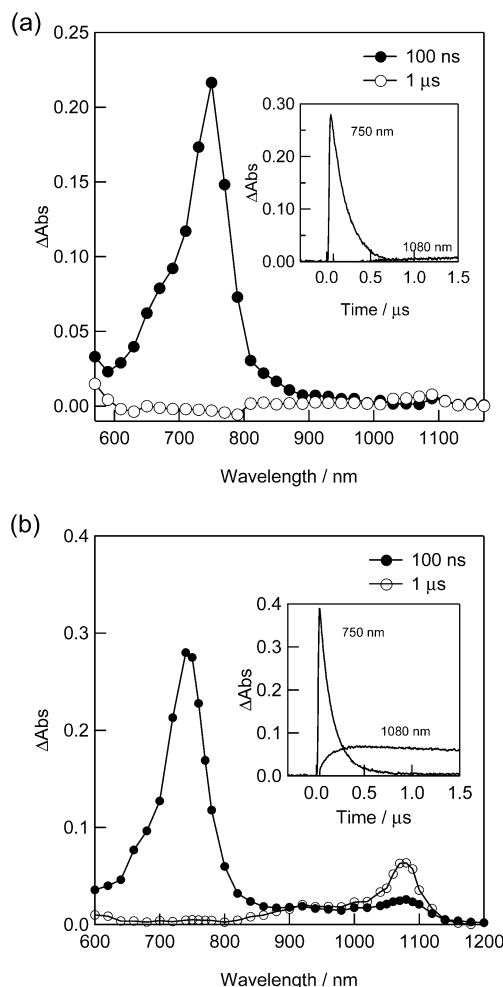 (a)
0.25
0.20
0.15
0.10
0.05
0.00
ΔAbs
100 ns
1 μs
0.30
0.20
0.10
0.00
ΔAbs
750 nm
1080 nm
0.0 0.5 1.0 1.5
Time / μs
600 700 800 900 1000 1100
Wavelength / nm
(b)
0.4
0.3
0.2
0.1
0.0
ΔAbs
100 ns
1 μs
0.4
0.3
0.2
0.1
0.0
ΔAbs
750 nm
1080 nm
0.0 0.5 1.0 1.5
Time / μs
600 700 800 900 1000 1100 1200
Wavelength / nm